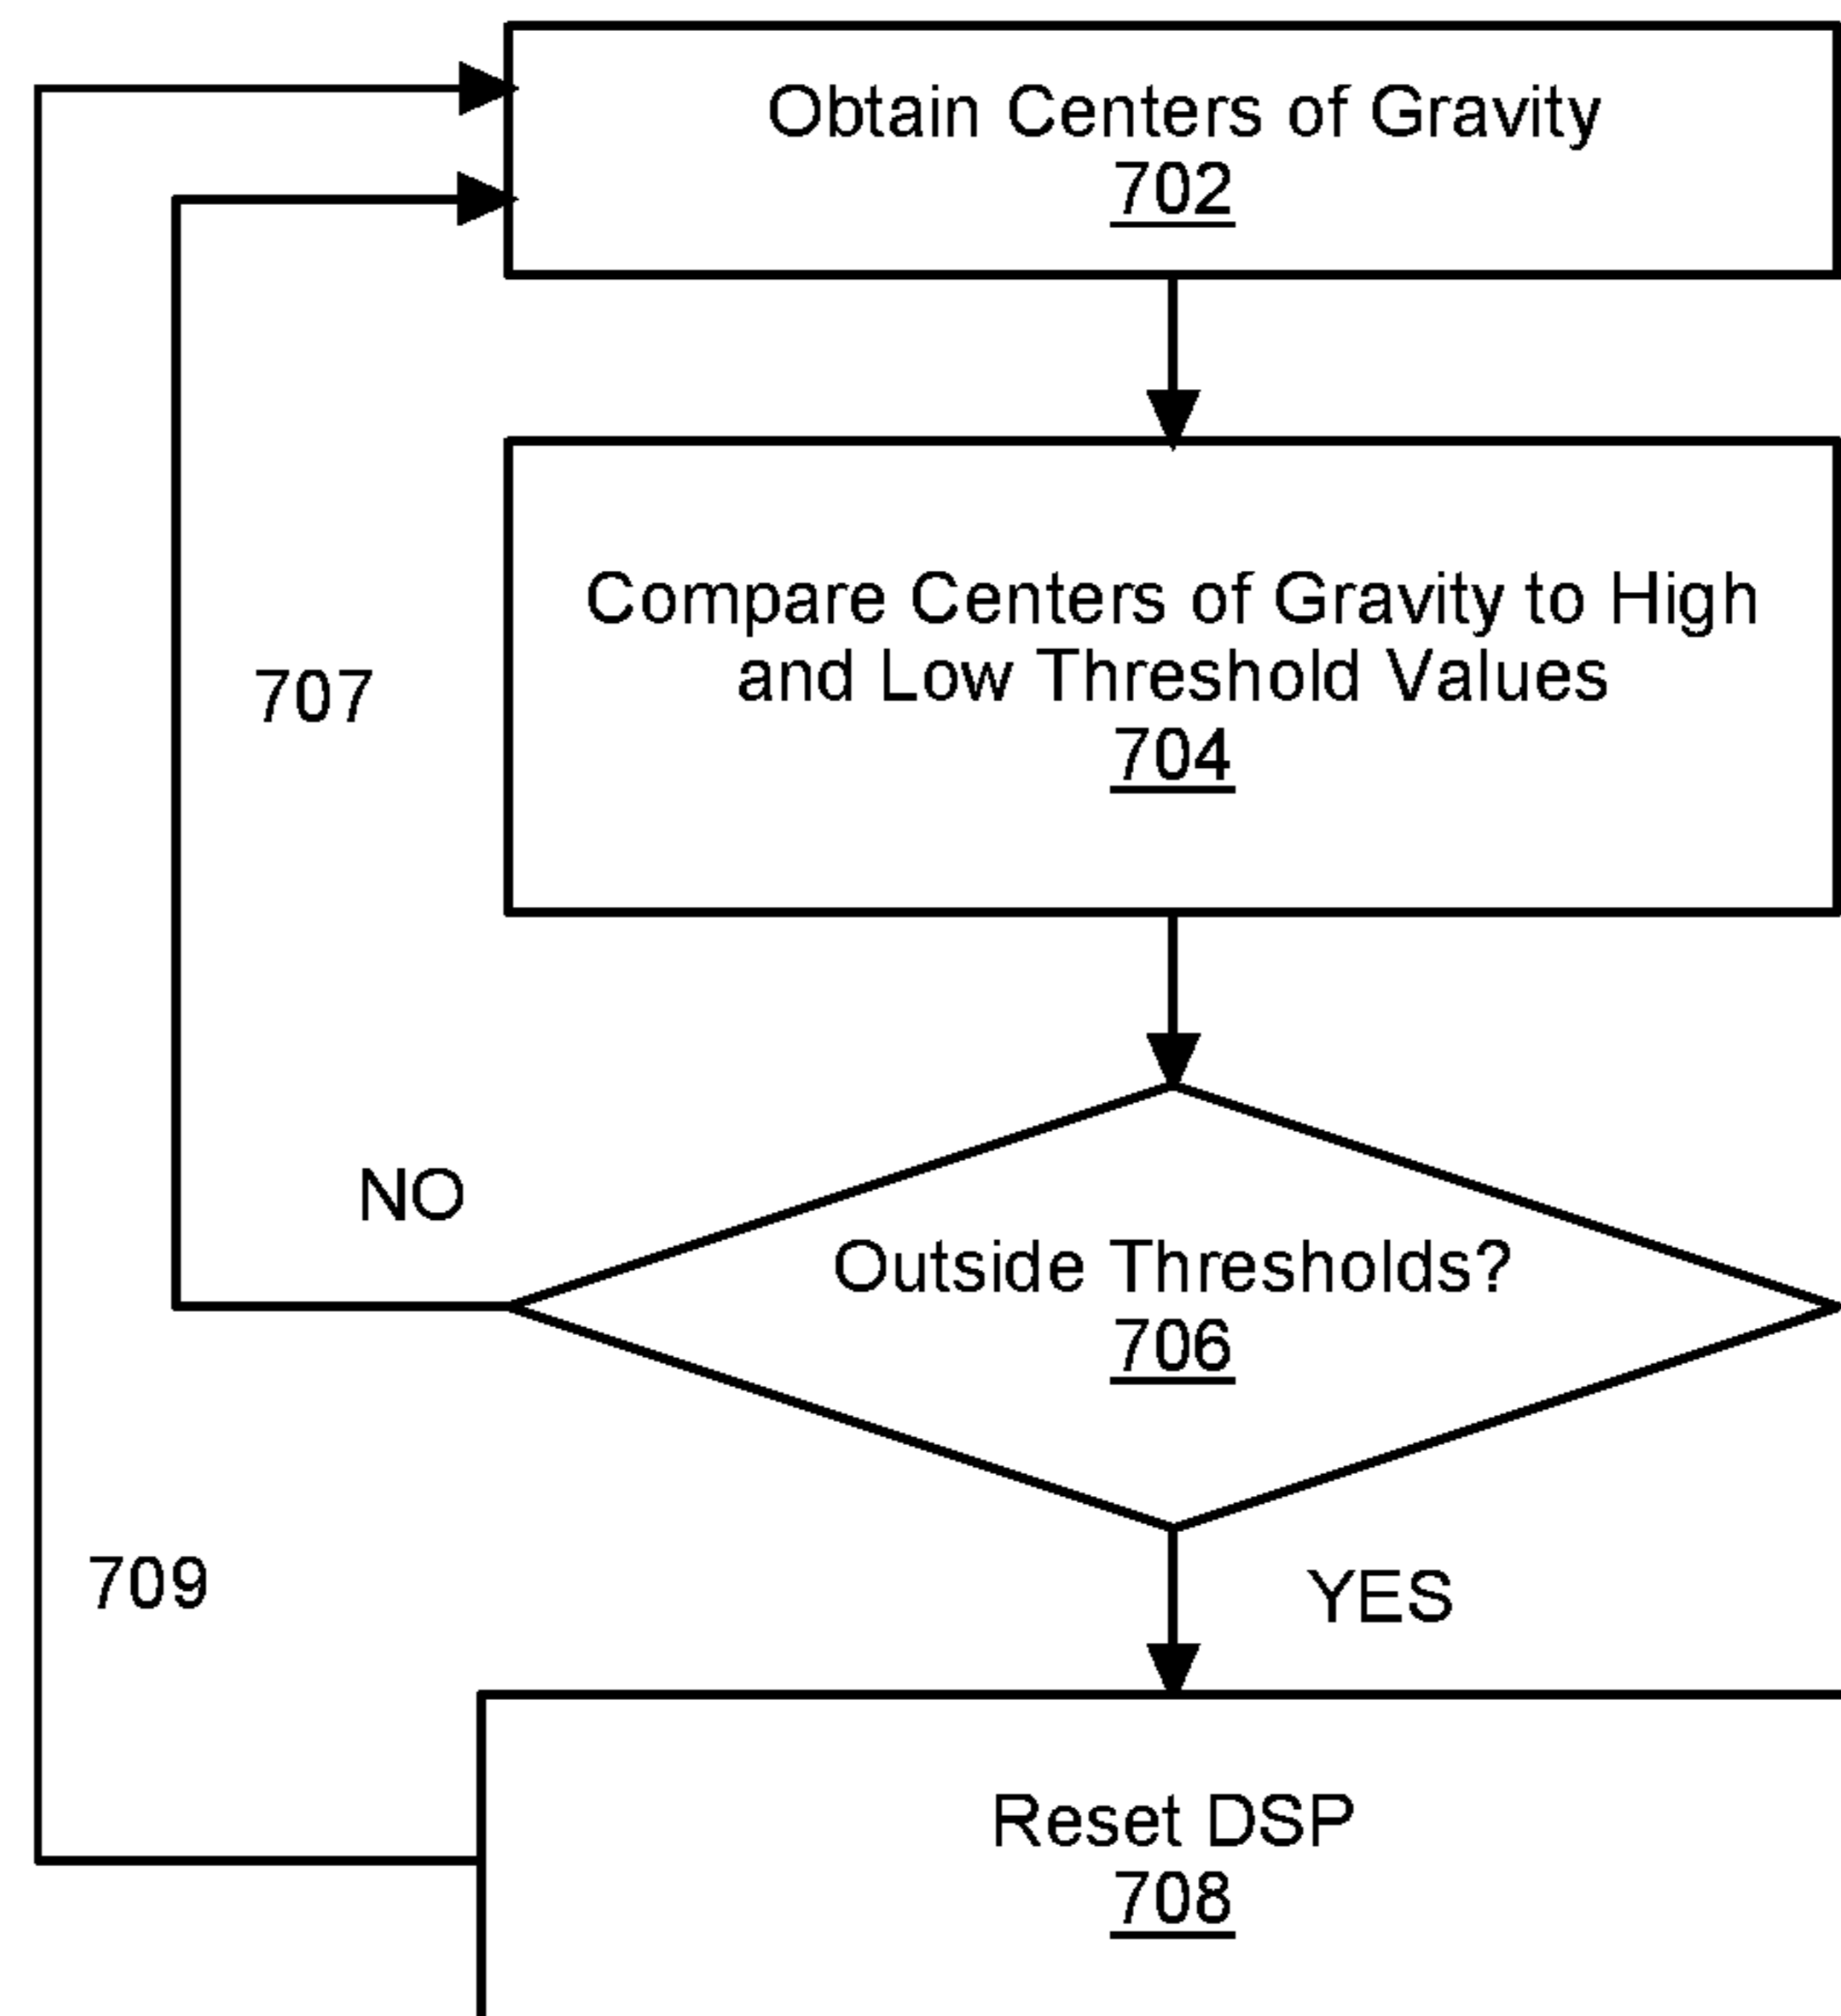 Obtain Centers of Gravity
702
Compare Centers of Gravity to High
and Low Threshold Values
704
707
NO
Outside Thresholds?
706
709
YES
Reset DSP
708